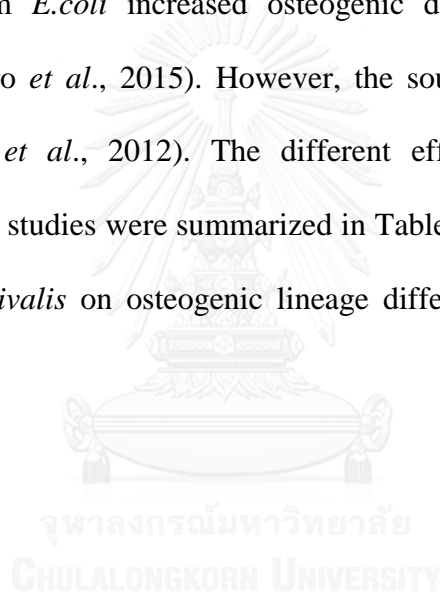 E.coli increased osteogenic d
et al., 2015). However, the sou
et al., 2012). The different eff
studies were summarized in Table
on osteogenic lineage diffe
จุฬาลงกรณ์มหาวิทยาลัย
CHULALONGKORN UNIVERSITY